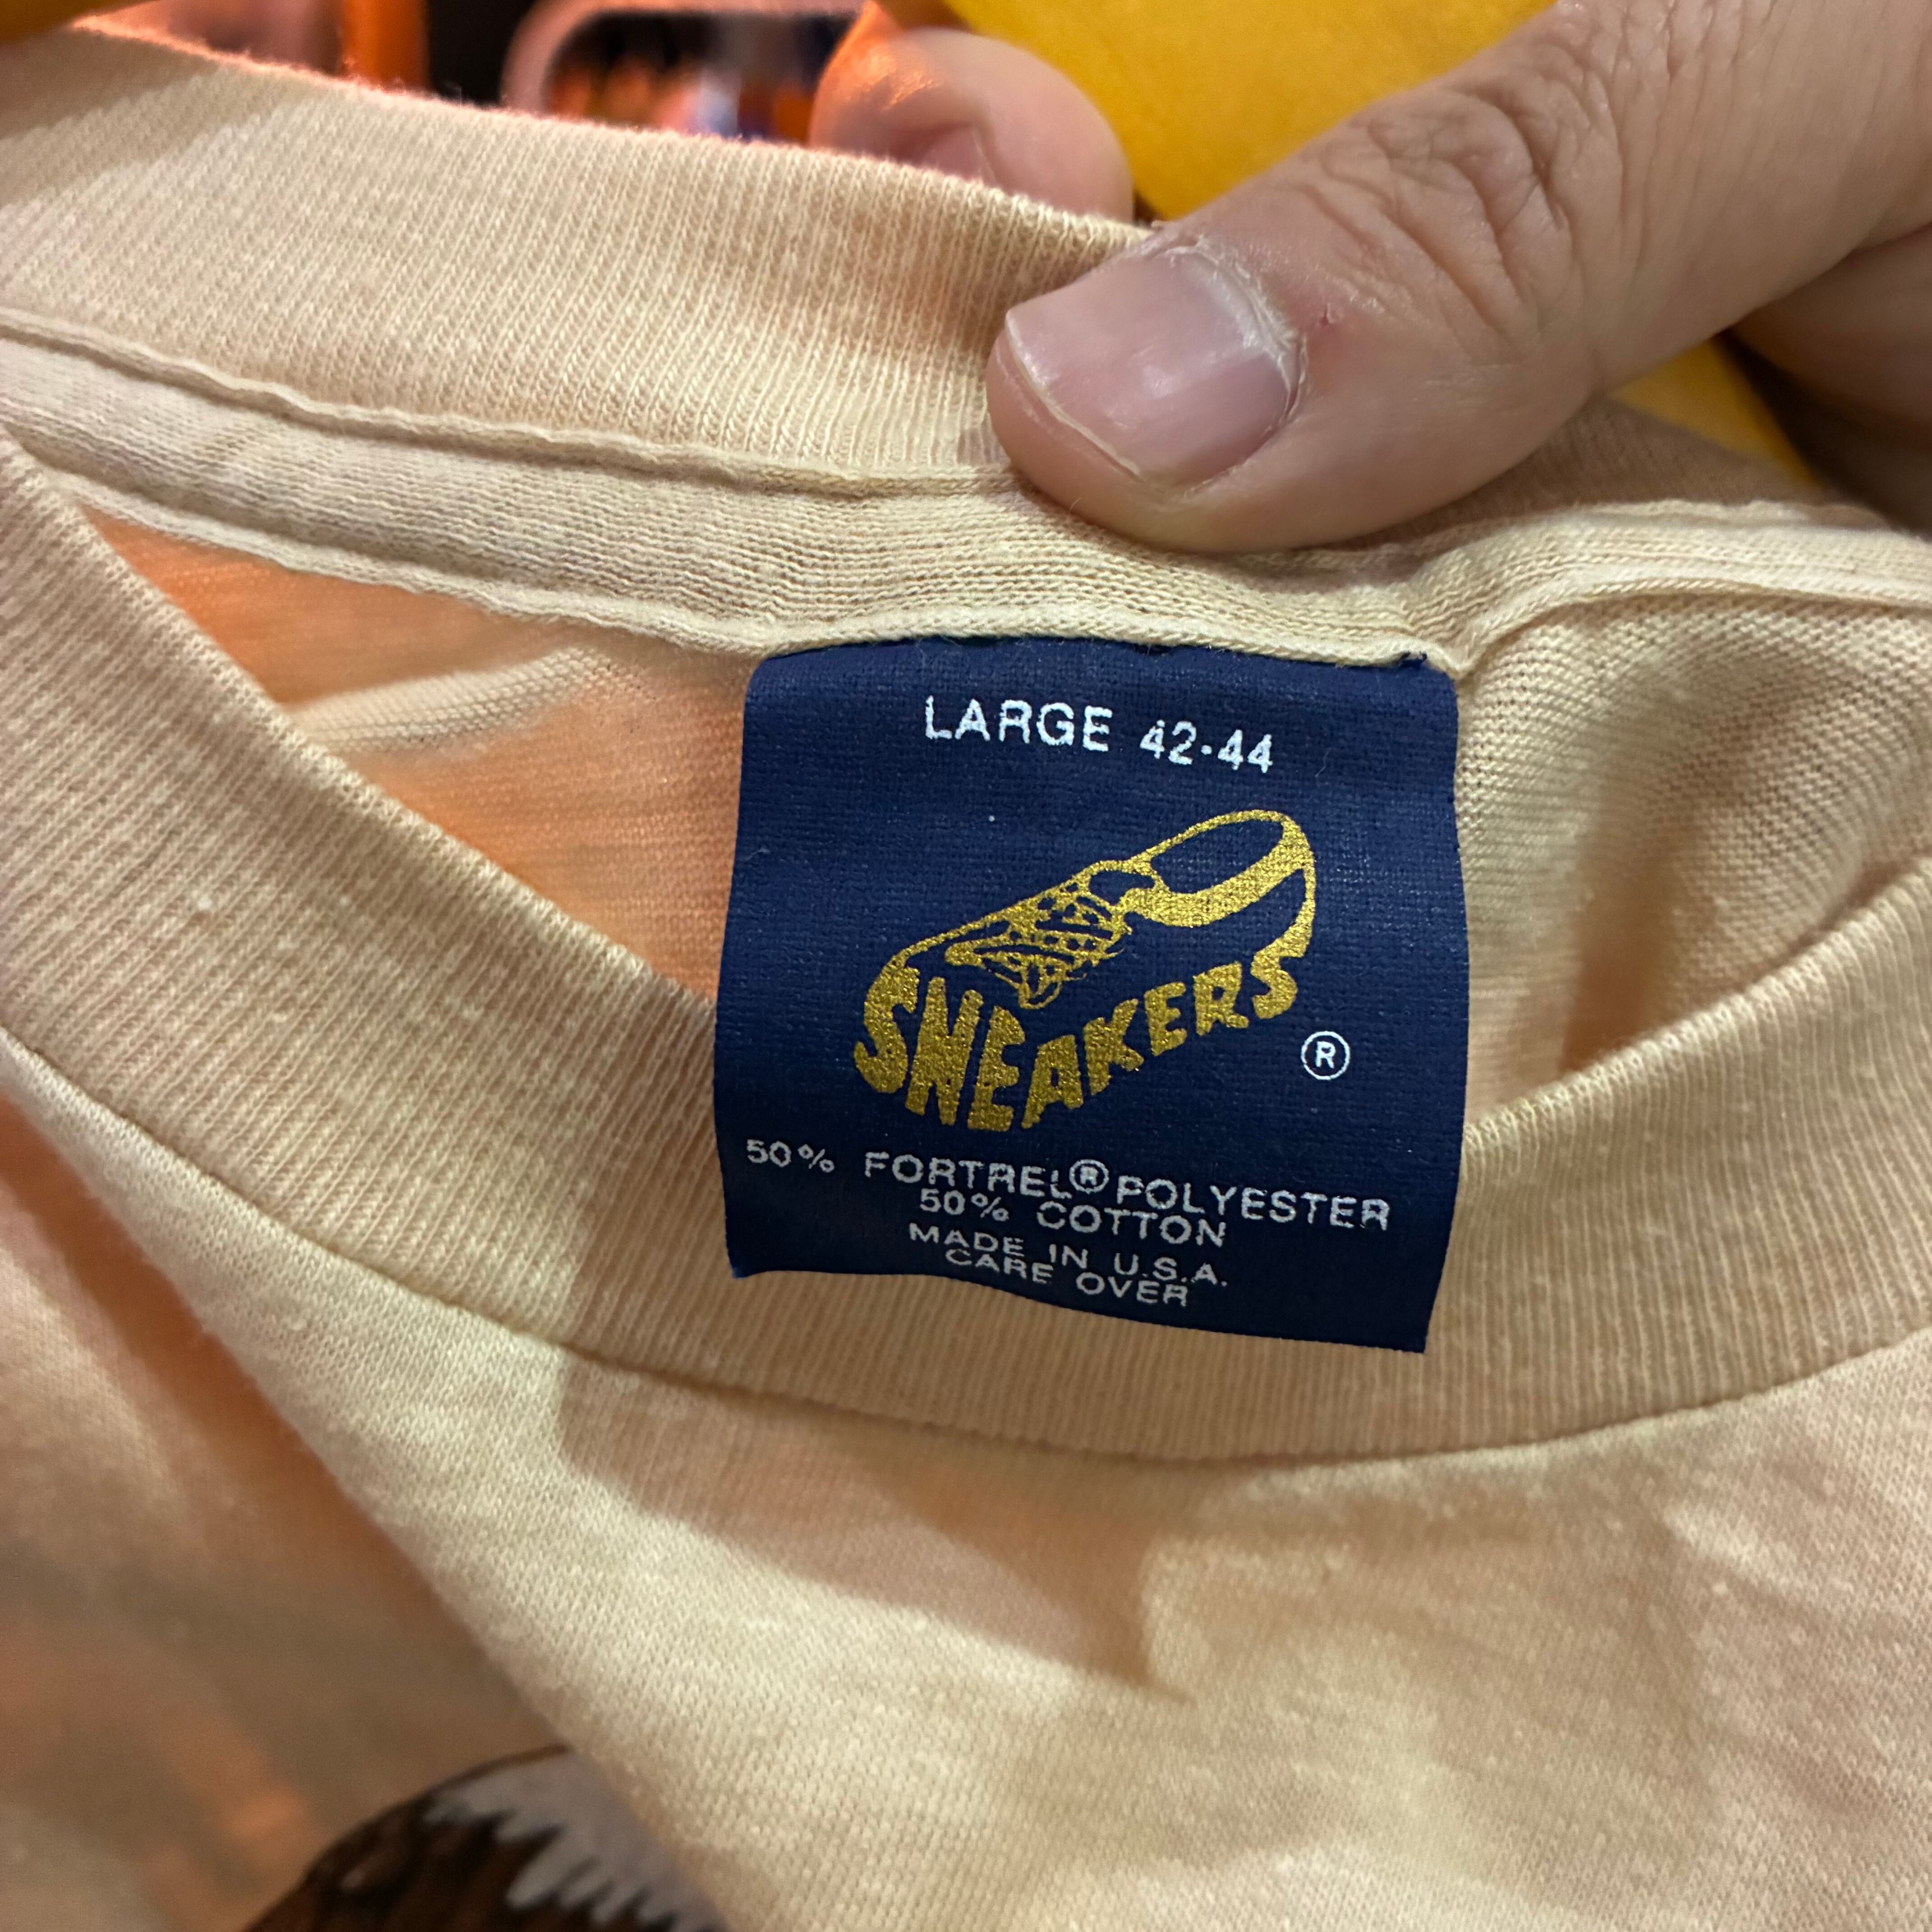 LARGE 42-44
SNEAKERS
®
50% FORTREL® POLYESTER
50% COTTON
MADE IN U.S.A.
CARE OVER